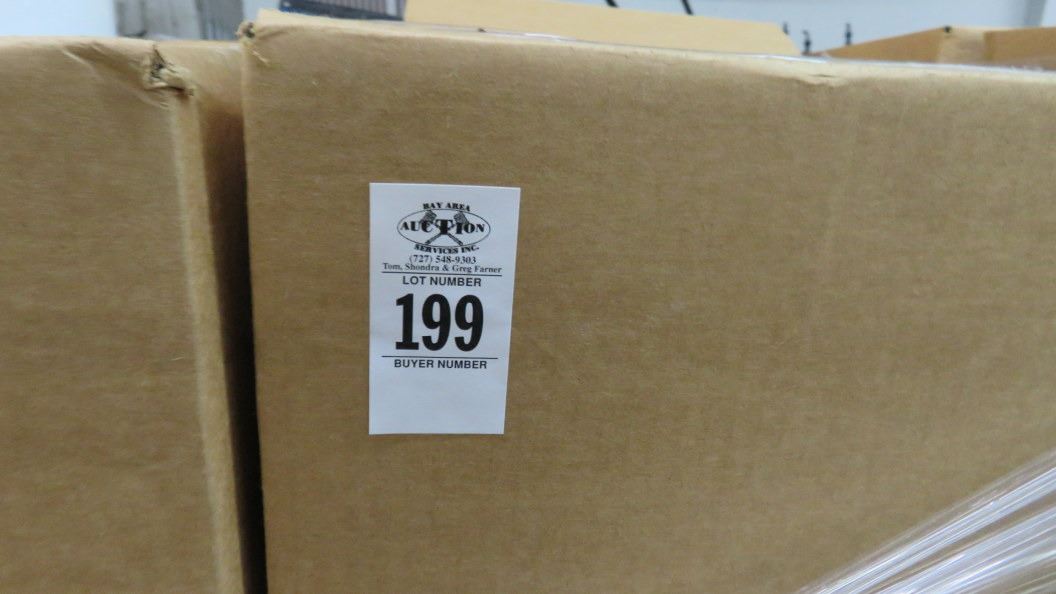 BAY AREA
AUCTION
SERVICES INC.
(727) 548-9303
Tom, Shondra & Greg Farner
LOT NUMBER
199
BUYER NUMBER